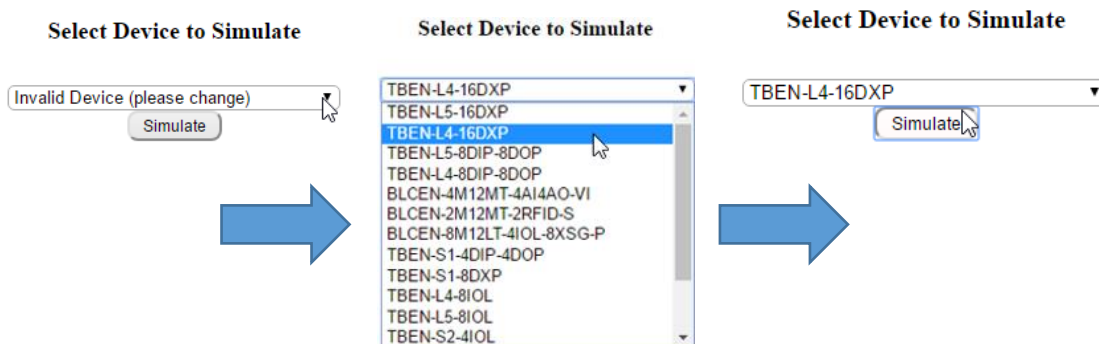 Select Device to Simulate
Invalid Device (please change)
Simulate
Select Device to Simulate
TBEN-L4-16DXP
TBEN-L5-16DXP
TBEN-L4-16DXP
TBEN-L5-8DIP-8DOP
TBEN-L4-8DIP-8DOP
BLCEN-4M12MT-4AI4AO-VI
BLCEN-2M12MT-2RFID-S
BLCEN-8M12LT-4IOL-8XSG-P
TBEN-S1-4DIP-4DOP
TBEN-S1-8DXP
TBEN-L4-8IOL
TBEN-L5-8IOL
TBEN-S2-4IOL
Select Device to Simulate
TBEN-L4-16DXP
Simulate